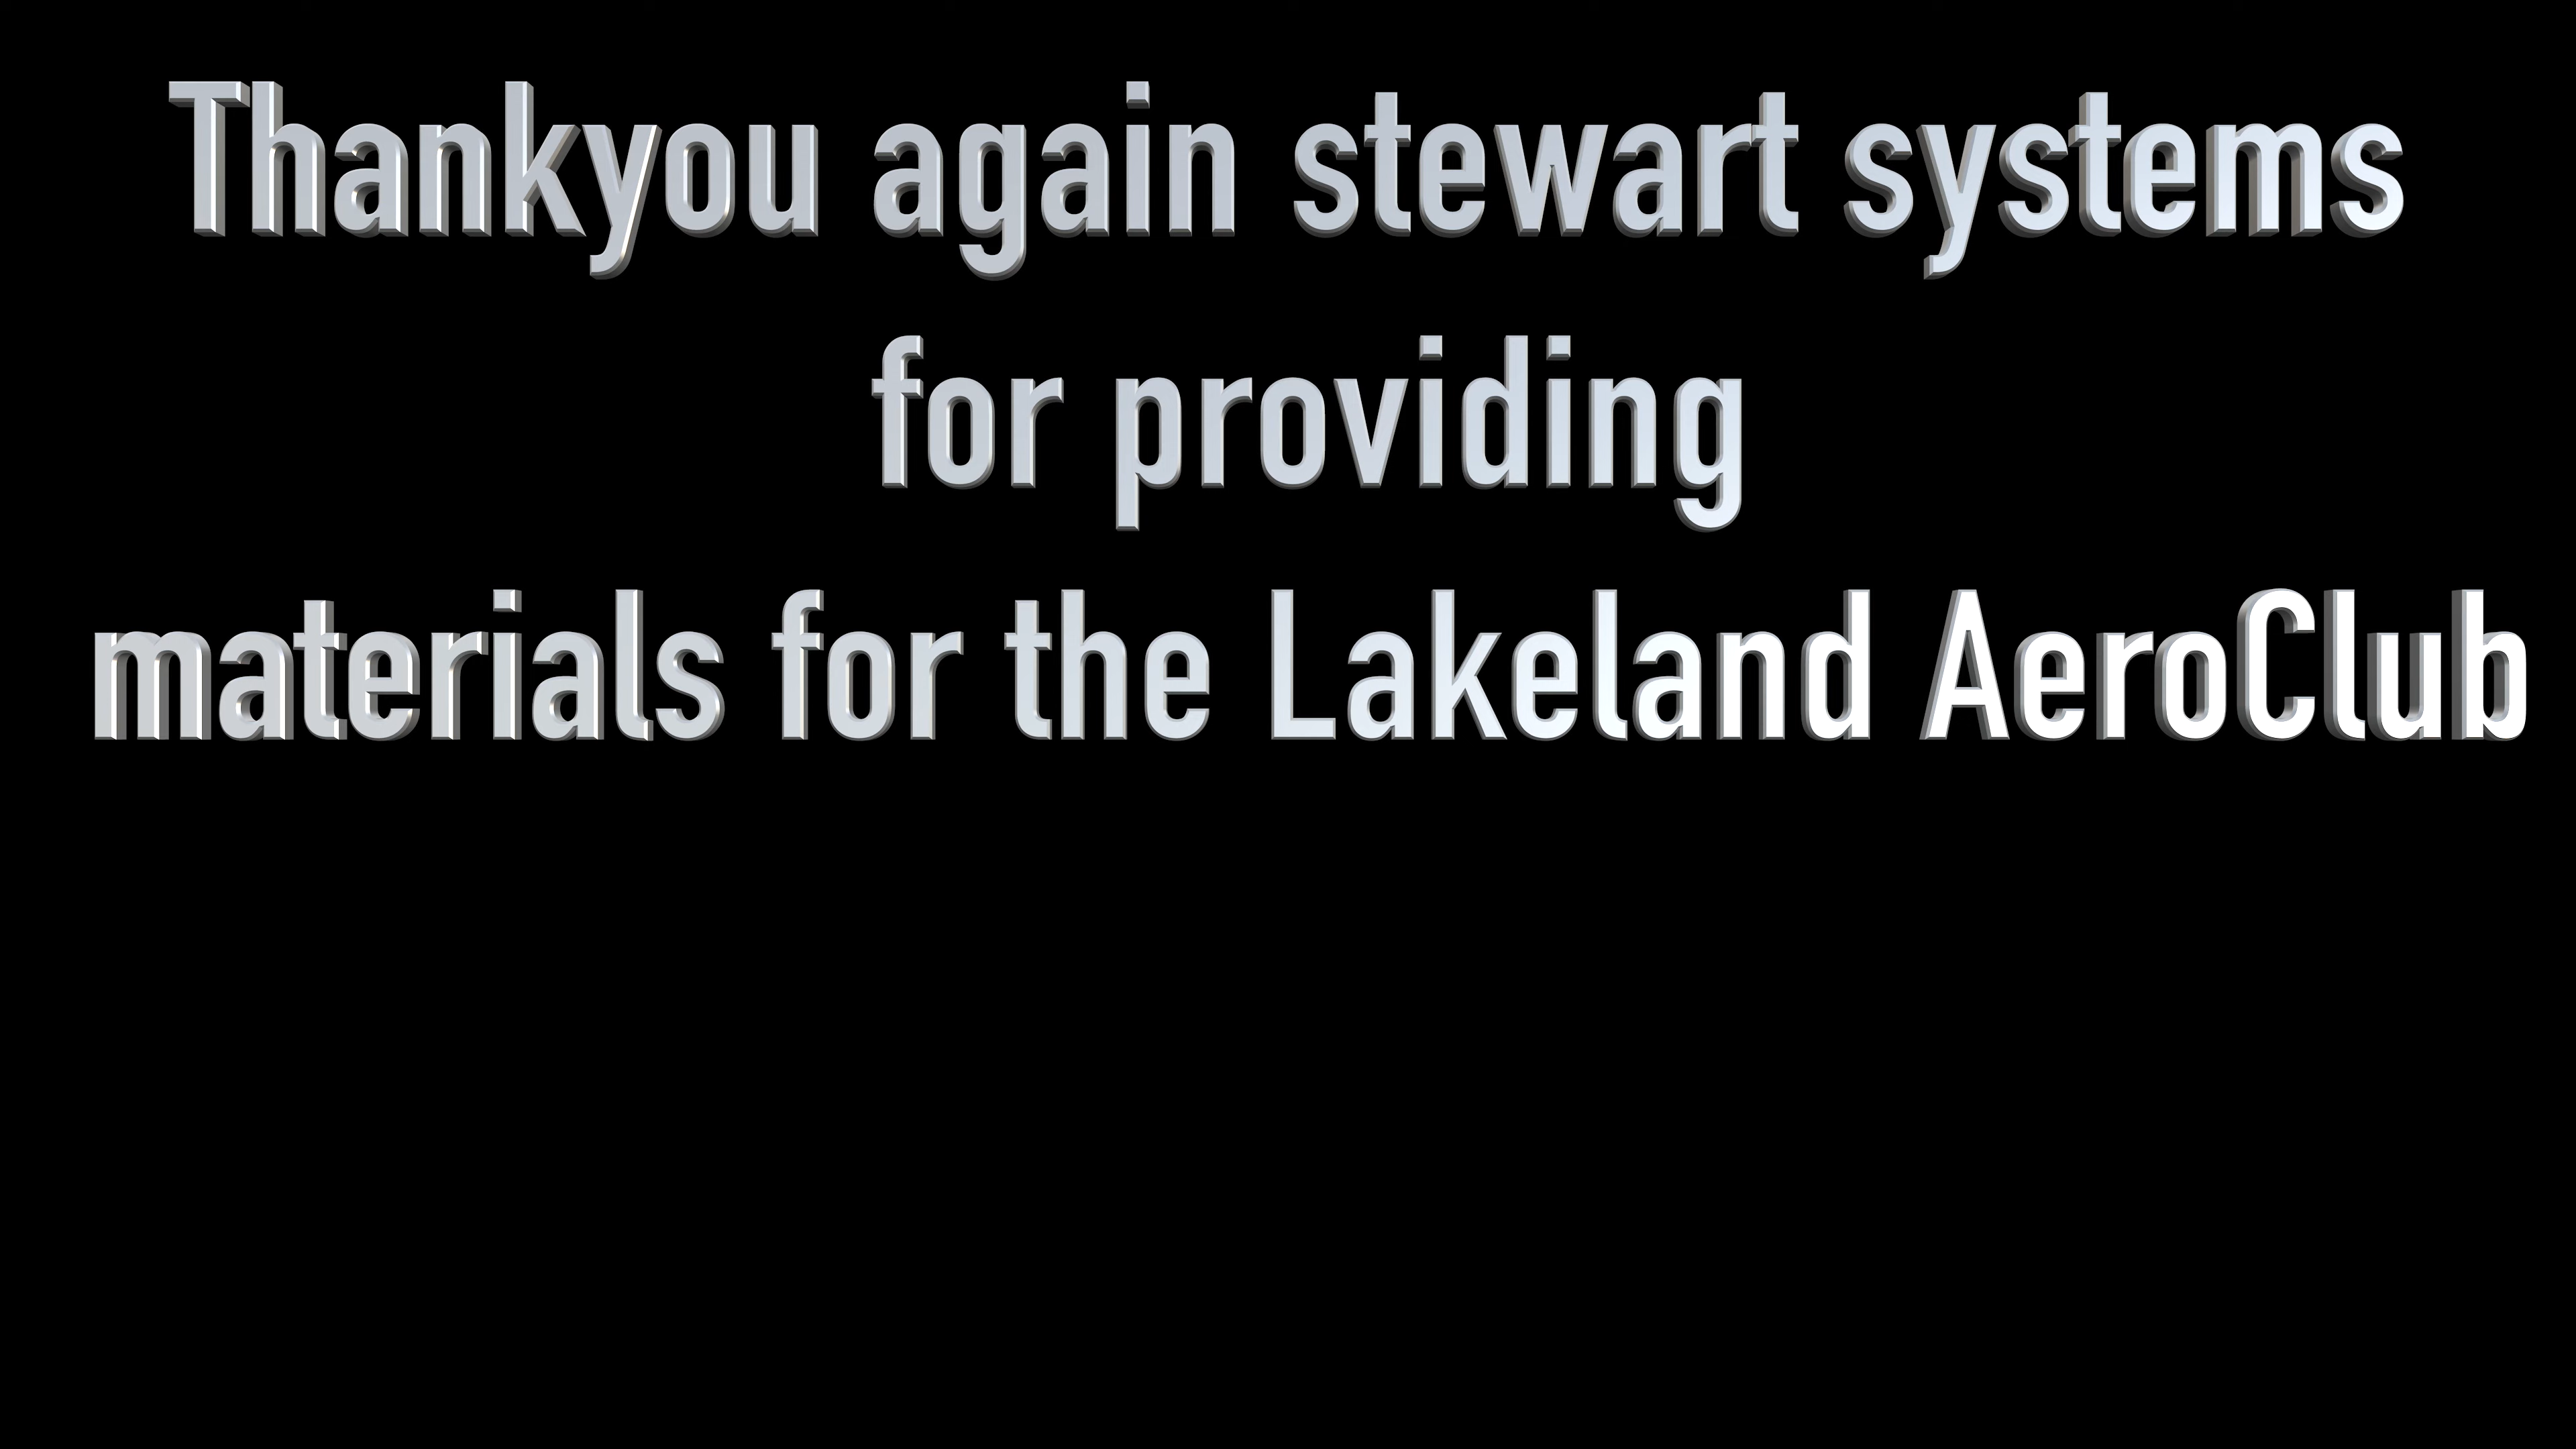 Thankyou again stewart systems
for providing
materials for the Lakeland AeroClub